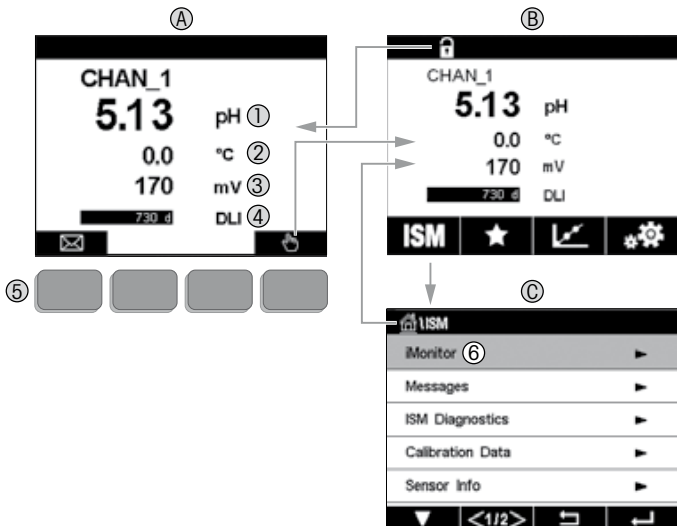 Ⓐ
CHAN_1
5.13 pH ①
0.0 °C ②
170 mV ③
730 d DLI ④
⑤
Ⓑ
CHAN_1
5.13 pH
0.0 °C
170 mV
730 d DLI
ISM
Ⓒ
\ISM
iMonitor ⑥
Messages
ISM Diagnostics
Calibration Data
Sensor Info
<1/2>